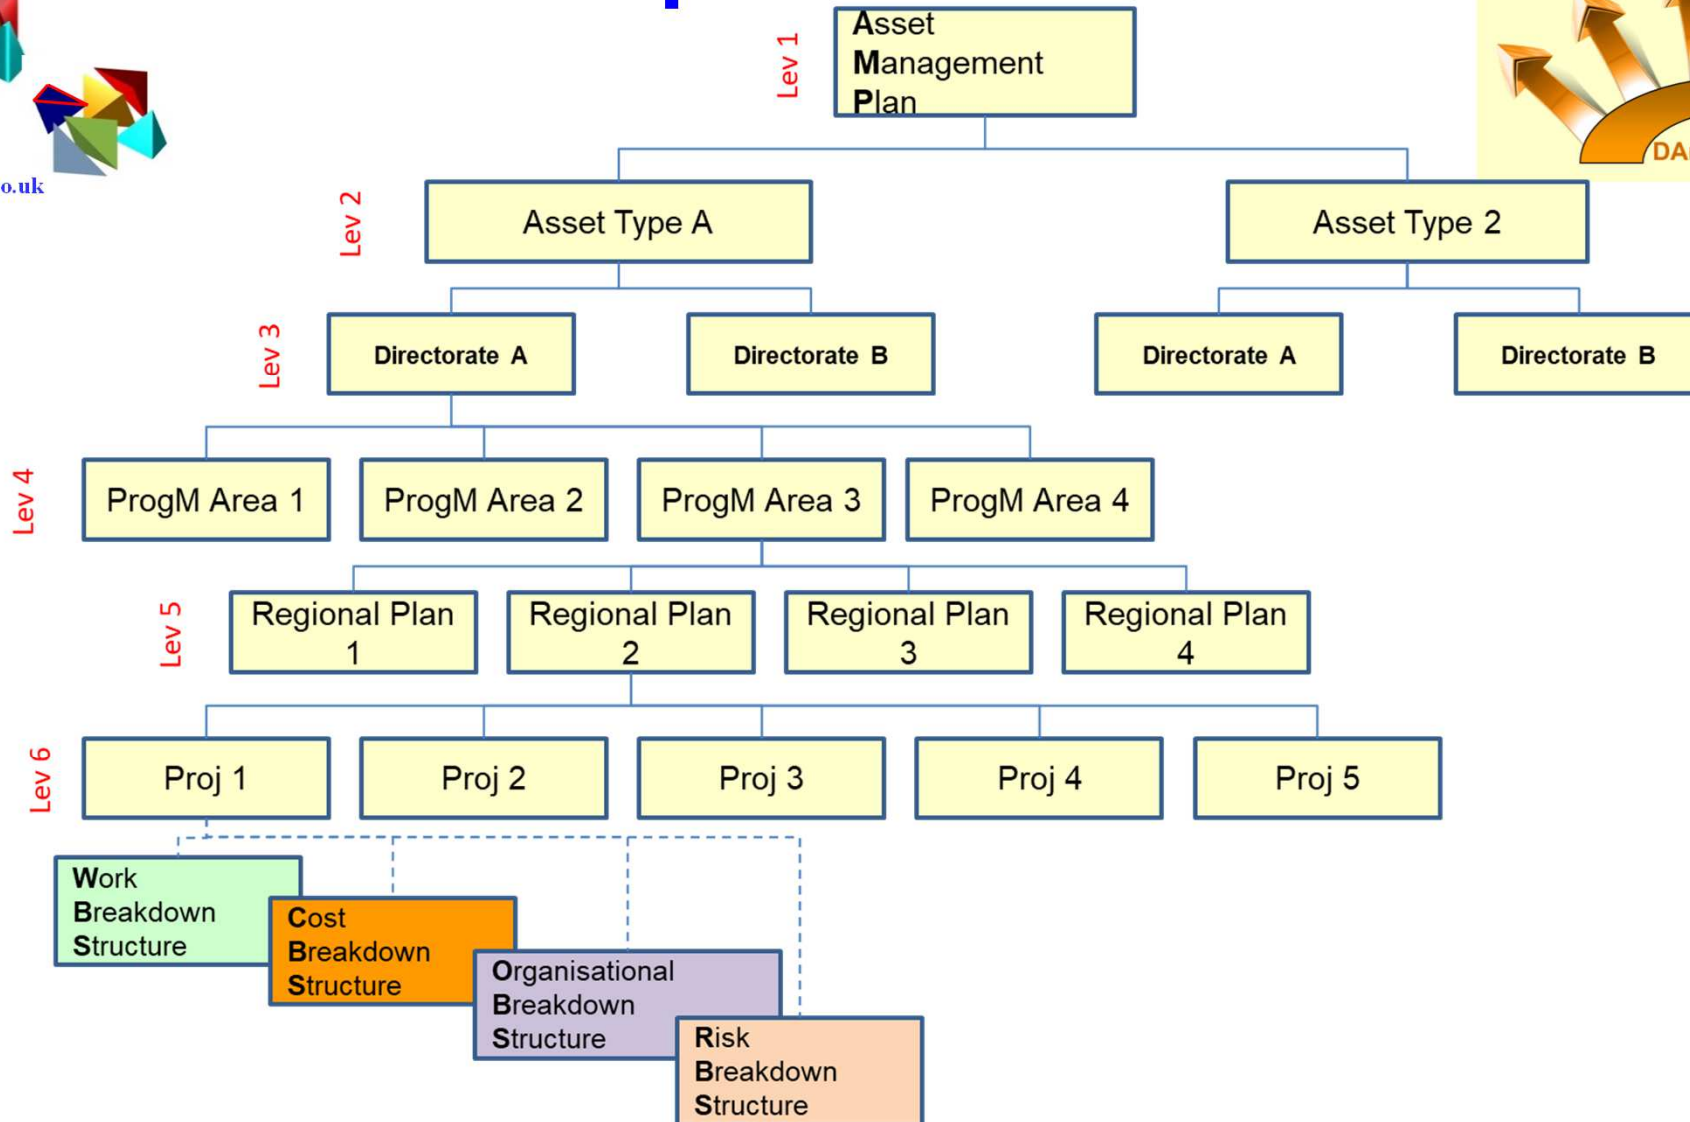 Lev 1
Asset
Management
Plan
o.uk
DA
Lev 2
Asset Type A
Asset Type 2
Lev 3
Directorate A
Directorate B
Directorate A
Directorate B
Lev 4
ProgM Area 1
ProgM Area 2
ProgM Area 3
ProgM Area 4
Lev 5
Regional Plan
1
Regional Plan
2
Regional Plan
3
Regional Plan
4
Lev 6
Proj 1
Proj 2
Proj 3
Proj 4
Proj 5
Work
Breakdown
Structure
Cost
Breakdown
Structure
Organisational
Breakdown
Structure
Risk
Breakdown
Structure